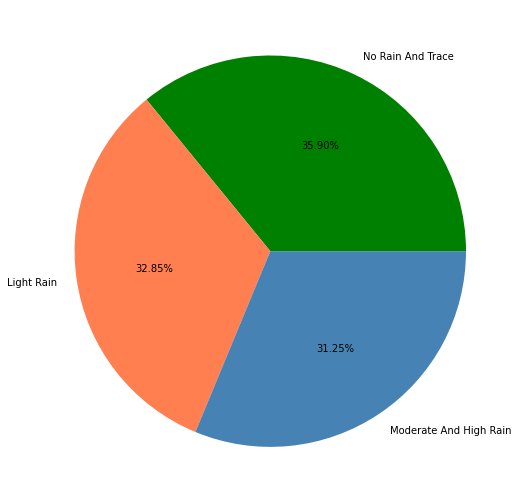 No Rain And Trace
35.90%
32.85%
Light Rain
31.25%
Moderate And High Rain